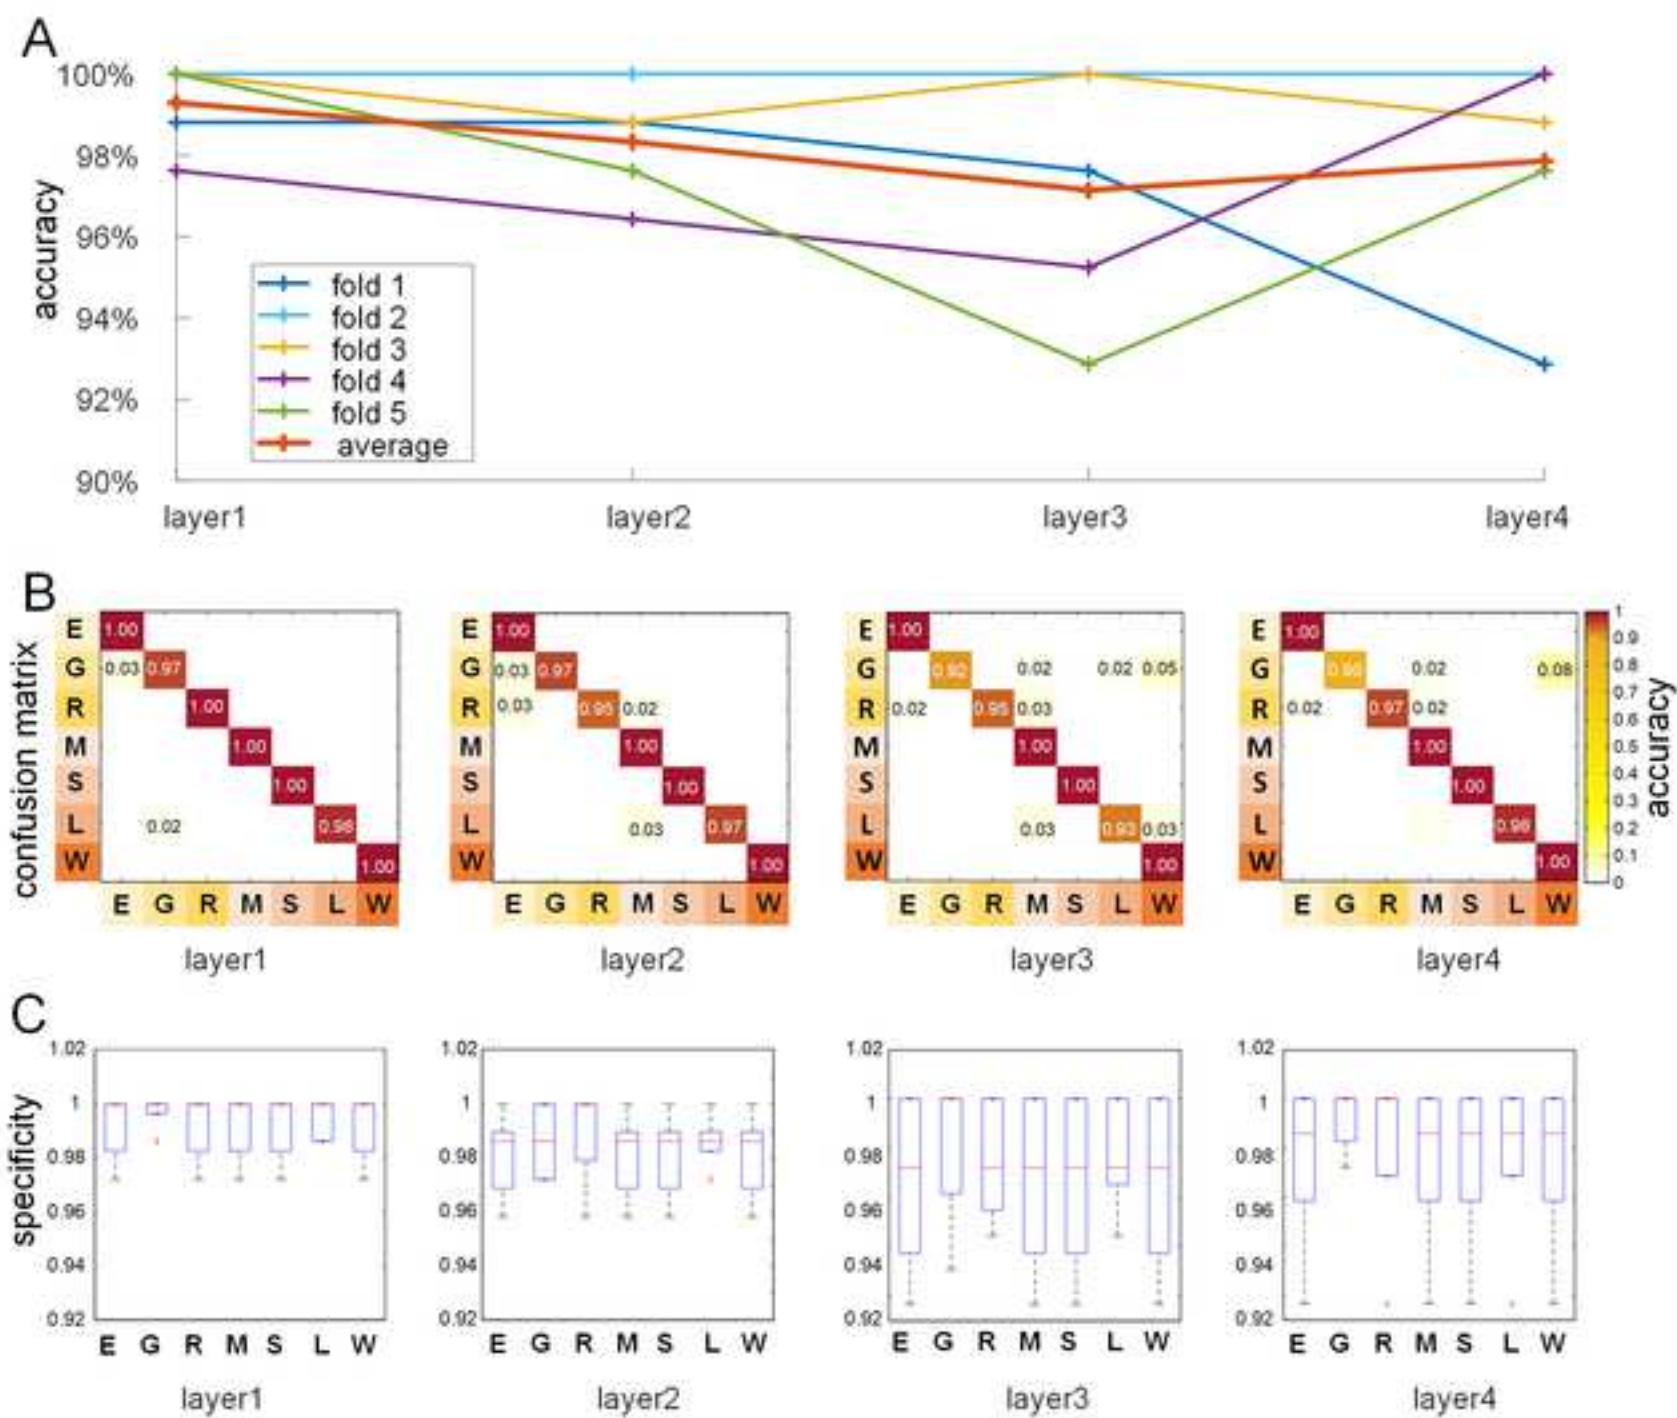 A
100%
98%
96%
94%
92%
90%
accuracy
fold 1
fold 2
fold 3
fold 4
fold 5
average
layer1 layer2 layer3 layer4
B
confusion matrix
E 1.00
G 0.03 0.97
R 1.00
M 1.00
S 1.00
L 0.02 0.98
W 1.00
E G R M S L W
layer1
E 1.00
G 0.03 0.97
R 0.03 0.95 0.02
M 1.00
S 1.00
L 0.03 0.97
W 1.00
E G R M S L W
layer2
E 1.00
G 0.92 0.02 0.02 0.05
R 0.02 0.95 0.03
M 1.00
S 1.00
L 0.03 0.93 0.03
W 1.00
E G R M S L W
layer3
E 1.00
G 0.02 0.08
R 0.02 0.97 0.02
M 1.00
S 1.00
L 0.98
W 1.00
E G R M S L W
layer4
1
0.9
0.8
0.7
0.6
0.5
0.4
0.3
0.2
0.1
0
accuracy
C
specificity
1.02
1
0.98
0.96
0.94
0.92
E G R M S L W
layer1
1.02
1
0.98
0.96
0.94
0.92
E G R M S L W
layer2
1.02
1
0.98
0.96
0.94
0.92
E G R M S L W
layer3
1.02
1
0.98
0.96
0.94
0.92
E G R M S L W
layer4